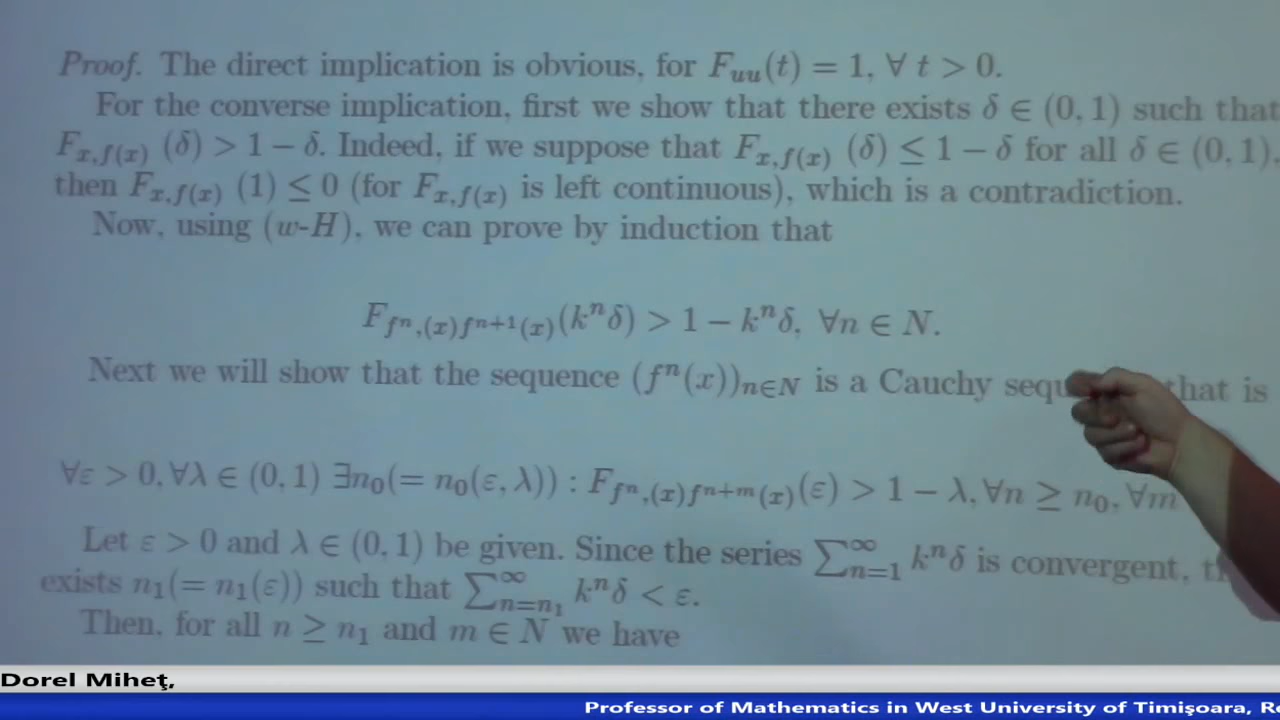 Proof. The direct implication is obvious, for F_{uu}(t) = 1, ∀ t > 0.
For the converse implication, first we show that there exists δ ∈ (0, 1) such that
F_{x,f(x)} (δ) > 1 − δ. Indeed, if we suppose that F_{x,f(x)} (δ) ≤ 1 − δ for all δ ∈ (0, 1),
then F_{x,f(x)} (1) ≤ 0 (for F_{x,f(x)} is left continuous), which is a contradiction.
Now, using (w-H), we can prove by induction that
F_{f^n,(x)f^{n+1}(x)}(k^n δ) > 1 − k^n δ, ∀n ∈ N.
Next we will show that the sequence (f^n(x))_{n∈N} is a Cauchy that is
∀ε > 0, ∀λ ∈ (0, 1) ∃n_0(= n_0(ε, λ)) : F_{f^n,(x)f^{n+m}(x)}(ε) > 1 − λ, ∀n ≥ n_0, ∀m
Let ε > 0 and λ ∈ (0, 1) be given. Since the series ∑_{n=1}^{∞} k^n δ is convergent,
exists n_1(= n_1(ε)) such that ∑_{n=n_1}^{∞} k^n δ < ε.
Then, for all n ≥ n_1 and m ∈ N we have
Dorel Miheţ,
Professor of Mathematics in West University of Timişoara,